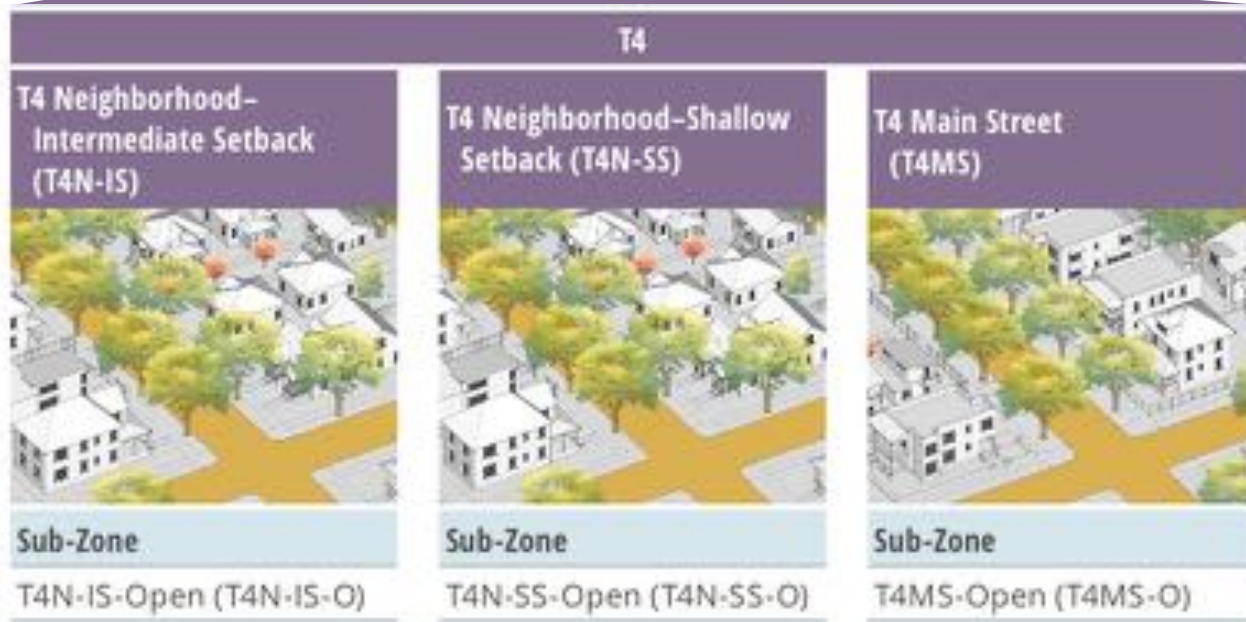 T4
T4 Neighborhood–
Intermediate Setback
(T4N-IS)
T4 Neighborhood–Shallow
Setback (T4N-SS)
T4 Main Street
(T4MS)
Sub-Zone
Sub-Zone
Sub-Zone
T4N-IS-Open (T4N-IS-O)
T4N-SS-Open (T4N-SS-O)
T4MS-Open (T4MS-O)